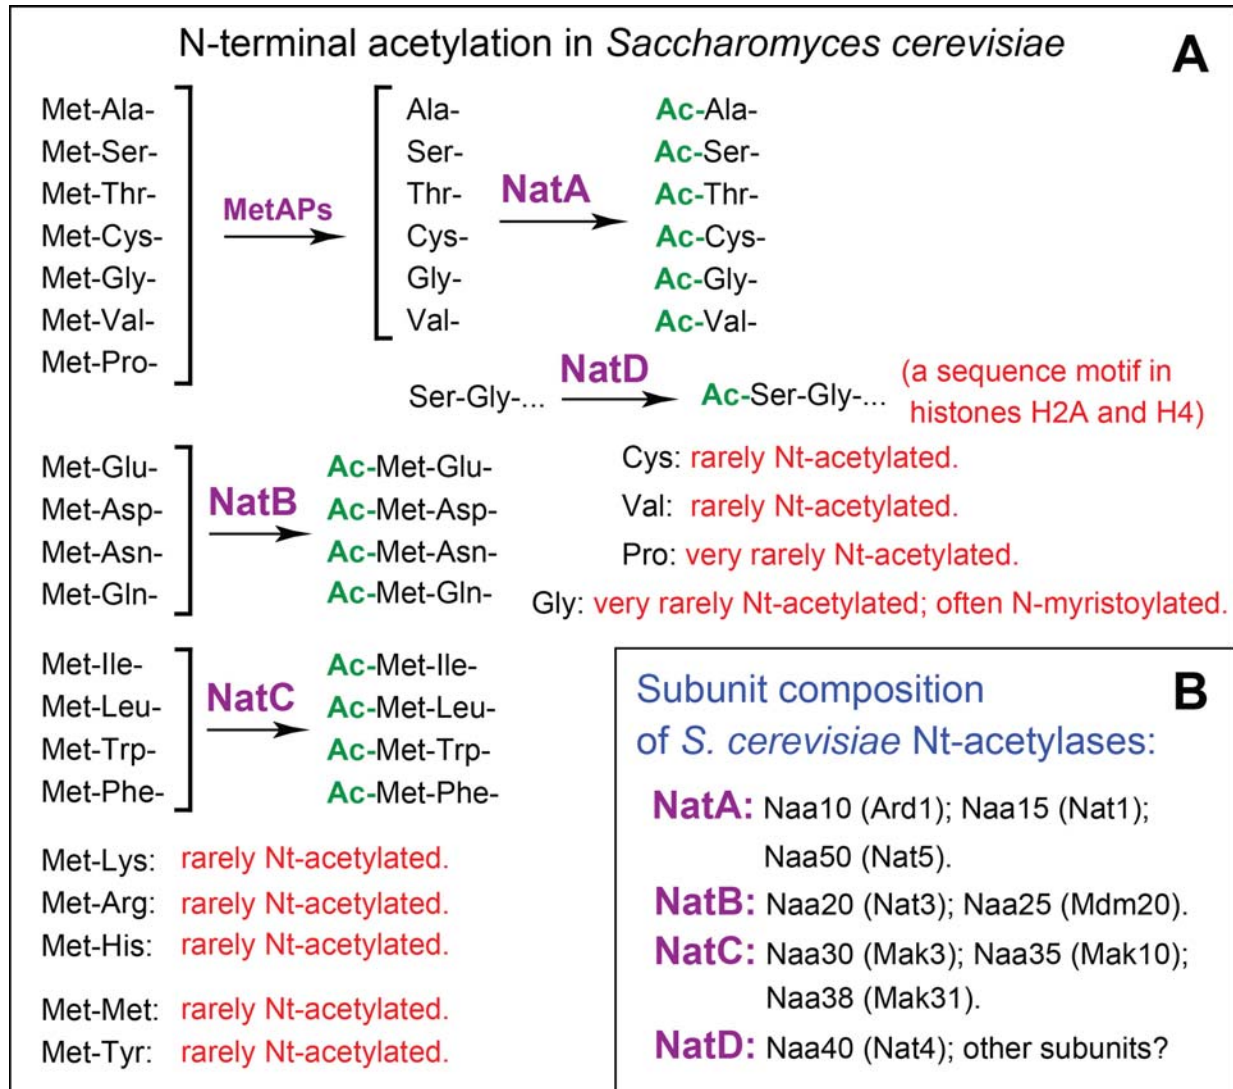 N-terminal acetylation in Saccharomyces cerevisiae
A
Met-Ala-
Met-Ser-
Met-Thr-
Met-Cys-
Met-Gly-
Met-Val-
Met-Pro-
MetAPs
Ala-
Ser-
Thr-
Cys-
Gly-
Val-
NatA
Ac-Ala-
Ac-Ser-
Ac-Thr-
Ac-Cys-
Ac-Gly-
Ac-Val-
Ser-Gly-...
NatD
Ac-Ser-Gly-...
(a sequence motif in
histones H2A and H4)
Met-Glu-
Met-Asp-
Met-Asn-
Met-Gln-
NatB
Ac-Met-Glu-
Ac-Met-Asp-
Ac-Met-Asn-
Ac-Met-Gln-
Cys: rarely Nt-acetylated.
Val: rarely Nt-acetylated.
Pro: very rarely Nt-acetylated.
Gly: very rarely Nt-acetylated; often N-myristoylated.
Met-Ile-
Met-Leu-
Met-Trp-
Met-Phe-
NatC
Ac-Met-Ile-
Ac-Met-Leu-
Ac-Met-Trp-
Ac-Met-Phe-
Met-Lys: rarely Nt-acetylated.
Met-Arg: rarely Nt-acetylated.
Met-His: rarely Nt-acetylated.
Met-Met: rarely Nt-acetylated.
Met-Tyr: rarely Nt-acetylated.
B
Subunit composition
of S. cerevisiae Nt-acetylases:
NatA: Naa10 (Ard1); Naa15 (Nat1);
Naa50 (Nat5).
NatB: Naa20 (Nat3); Naa25 (Mdm20).
NatC: Naa30 (Mak3); Naa35 (Mak10);
Naa38 (Mak31).
NatD: Naa40 (Nat4); other subunits?